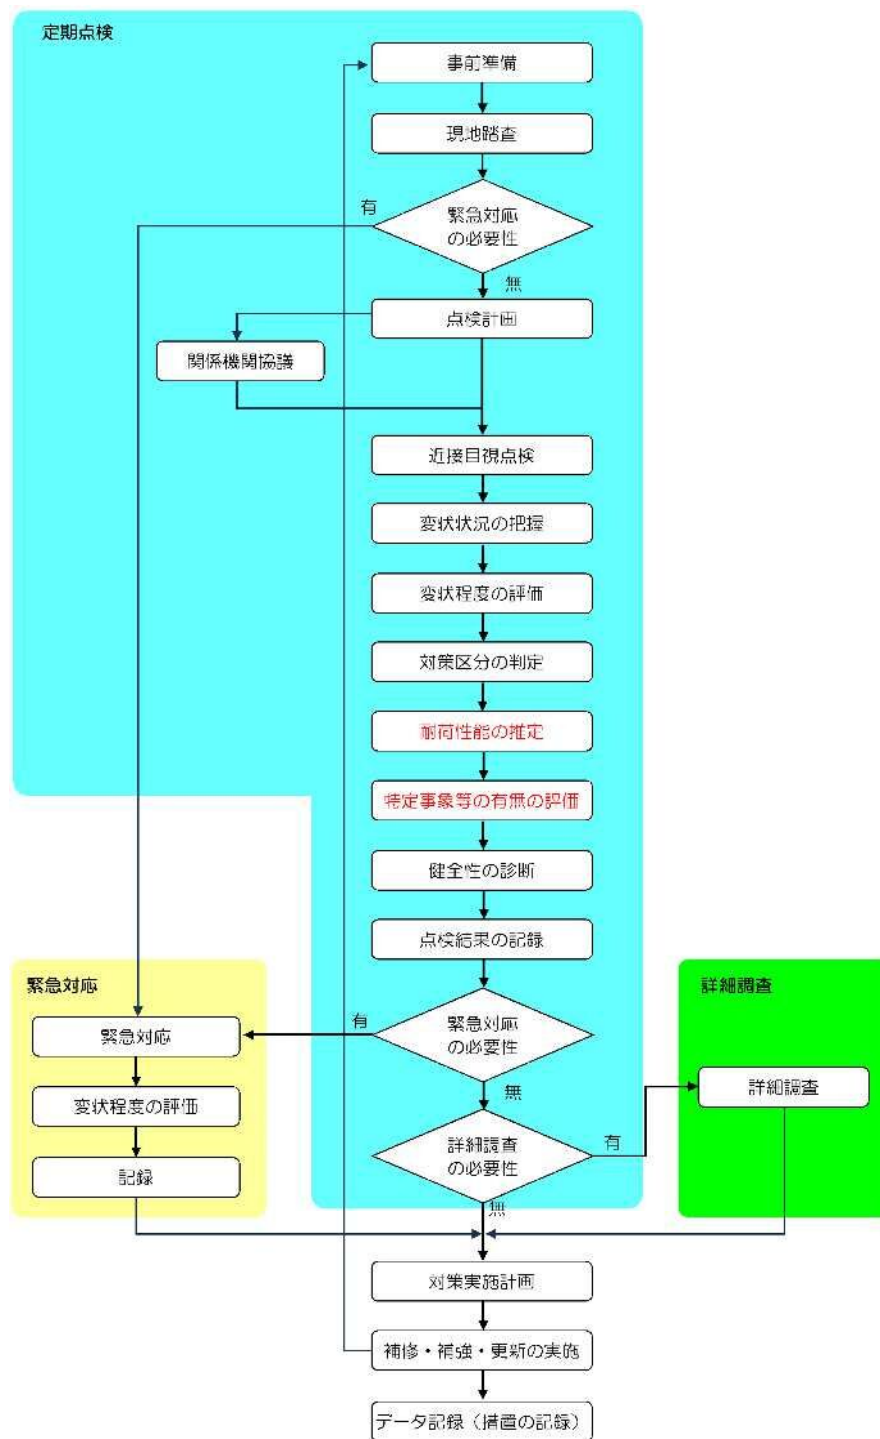 定期点検
事前準備
現地踏査
緊急対応
の必要性
有
無
点検計画
関係機関協議
近接目視点検
変状状況の把握
変状程度の評価
対策区分の判定
耐荷性能の推定
特定事象等の有無の評価
健全性の診断
点検結果の記録
緊急対応
の必要性
有
無
緊急対応
緊急対応
変状程度の評価
記録
詳細調査
の必要性
有
無
詳細調査
詳細調査
対策実施計画
補修・補強・更新の実施
データ記録（措置の記録）